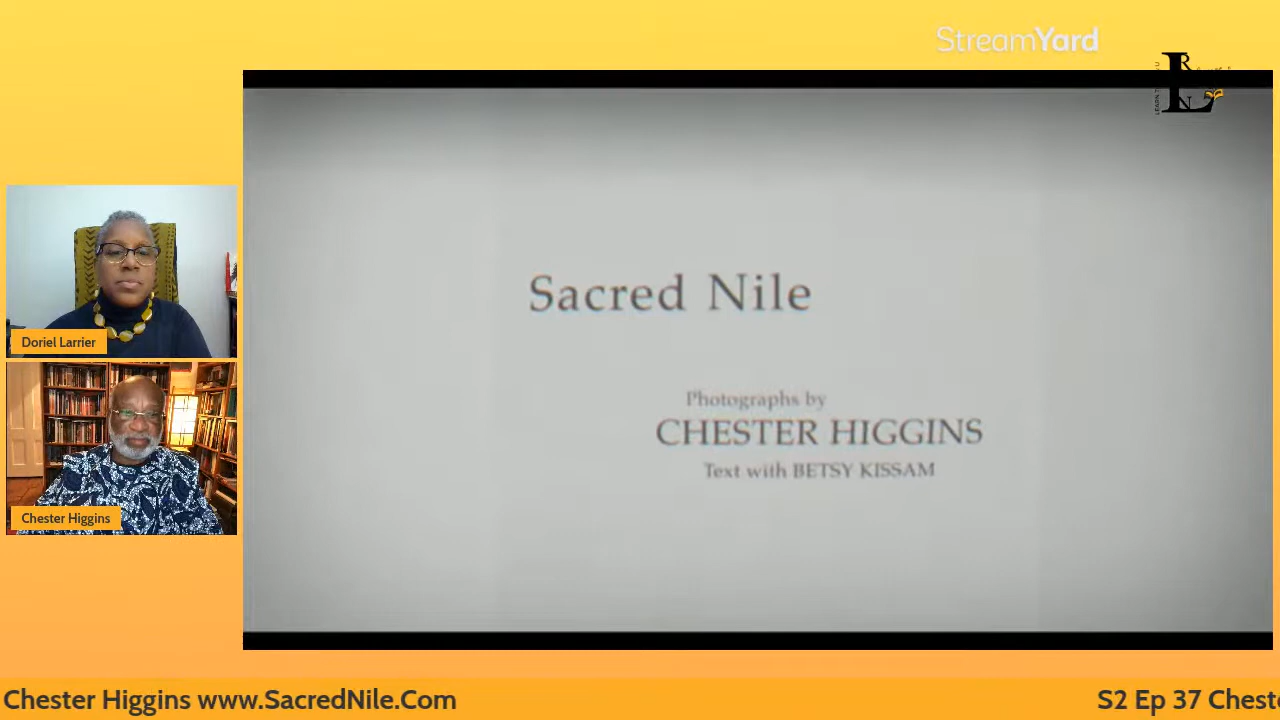 StreamYard
R
L
N
Sacred Nile
Photographs by
CHESTER HIGGINS
Text with BETSY KISSAM
Doriel Larrier
Chester Higgins
Chester Higgins www.SacredNile.Com
S2 Ep 37 Cheste